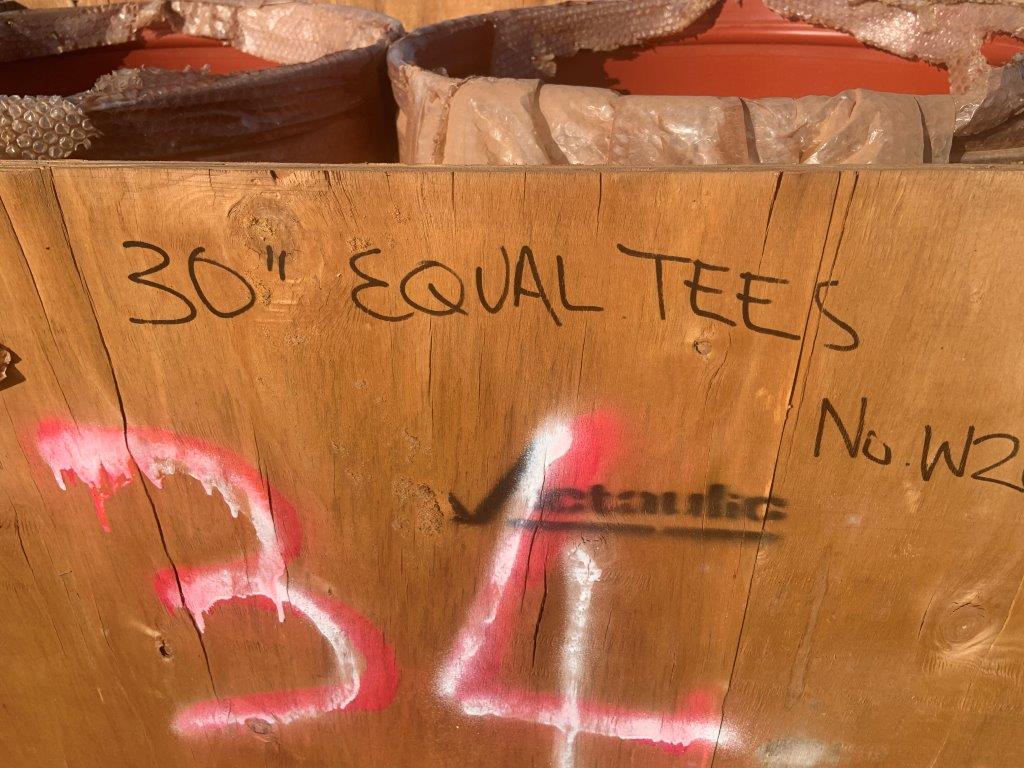 30" EQUAL TEES
No. W2
Victaulic
34